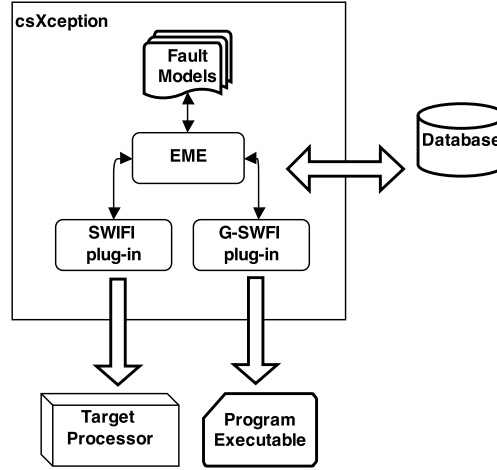 csXception
Fault
Models
EME
Database
SWIFI
plug-in
G-SWFI
plug-in
Target
Processor
Program
Executable